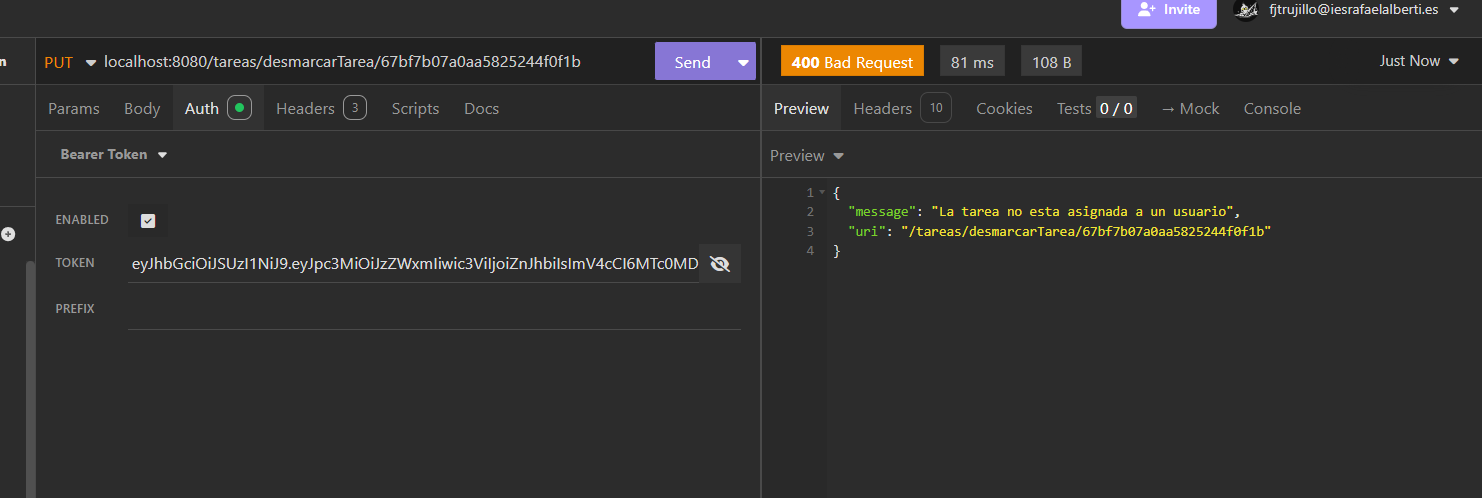 Invite
fjtrujillo@iesrafaelalberti.es
n
PUT
localhost:8080/tareas/desmarcarTarea/67bf7b07a0aa5825244f0f1b
Send
400 Bad Request
81 ms
108 B
Just Now
Params
Body
Auth
Headers
3
Scripts
Docs
Preview
Headers
10
Cookies
Tests
0 / 0
→ Mock
Console
Bearer Token
Preview
ENABLED
TOKEN
eyJhbGciOiJSUzI1NiJ9.eyJpc3MiOiJzZWxmIiwic3ViIjoiZnJhbiIsImV4cCI6MTc0MD
PREFIX
1 {
2 "message": "La tarea no esta asignada a un usuario",
3 "uri": "/tareas/desmarcarTarea/67bf7b07a0aa5825244f0f1b"
4 }